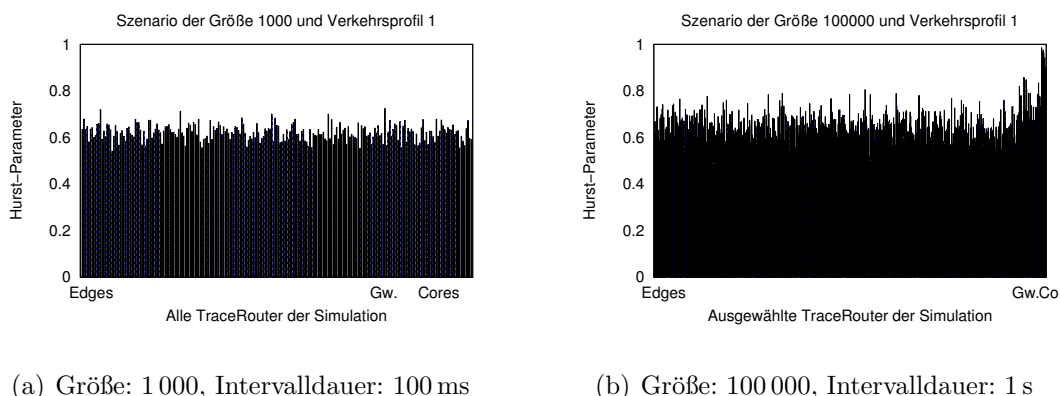 Szenario der Größe 1000 und Verkehrsprofil 1
Hurst−Parameter
1
0.8
0.6
0.4
0.2
0
Edges Gw. Cores
Alle TraceRouter der Simulation
(a) Größe: 1 000, Intervalldauer: 100 ms
Szenario der Größe 100000 und Verkehrsprofil 1
Hurst−Parameter
1
0.8
0.6
0.4
0.2
0
Edges Gw.Co
Ausgewählte TraceRouter der Simulation
(b) Größe: 100 000, Intervalldauer: 1 s